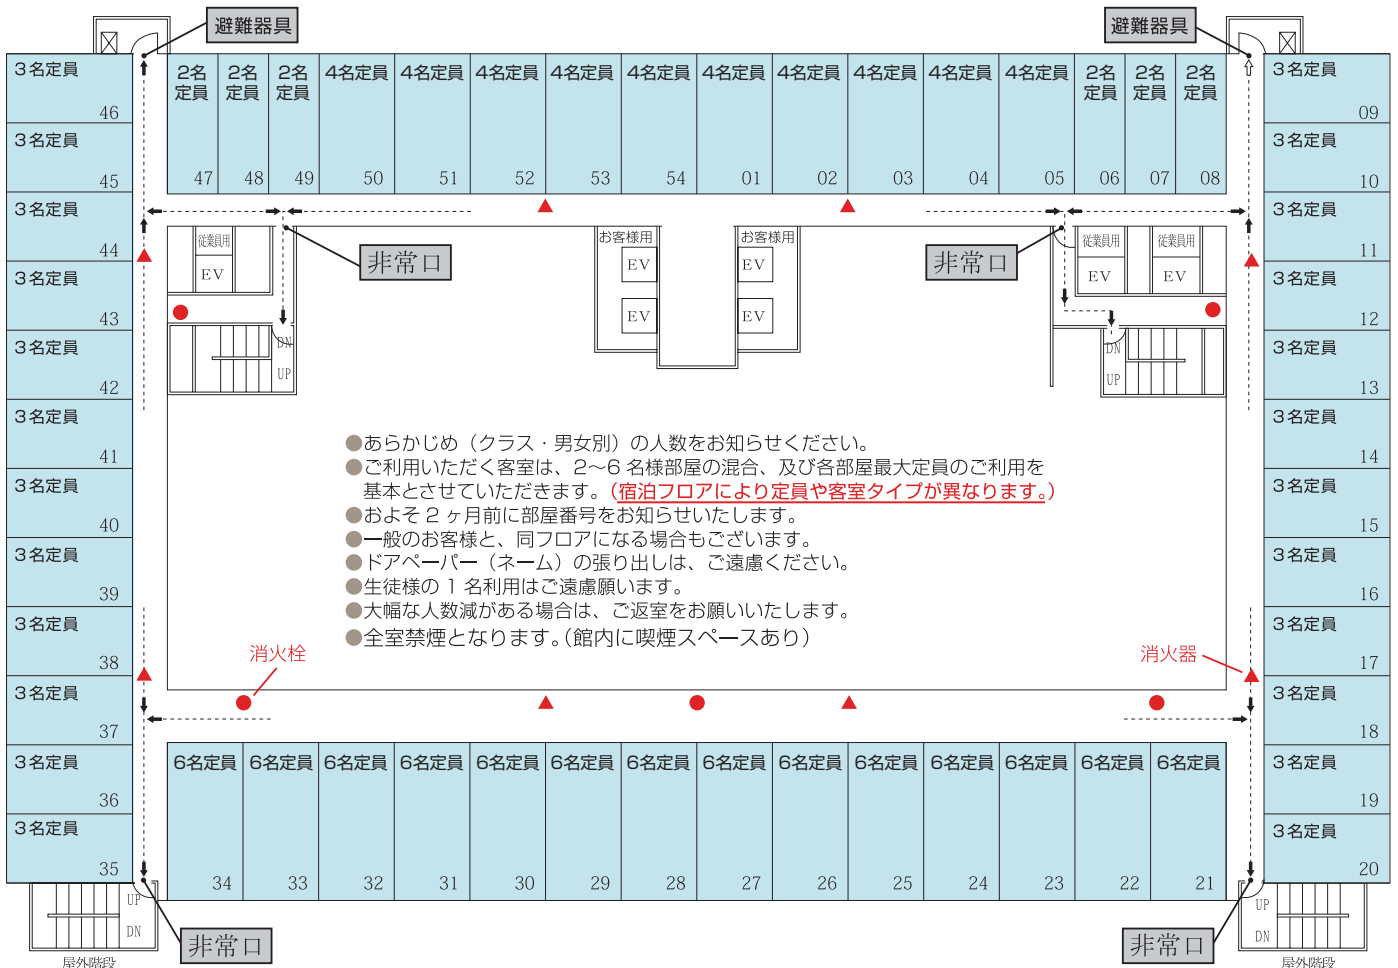 避難器具
避難器具
3名定員
46
3名定員
45
3名定員
44
3名定員
43
3名定員
42
3名定員
41
3名定員
40
3名定員
39
3名定員
38
3名定員
37
3名定員
36
3名定員
35
2名
定員
47
2名
定員
48
2名
定員
49
4名定員
50
4名定員
51
4名定員
52
4名定員
53
4名定員
54
4名定員
01
4名定員
02
4名定員
03
4名定員
04
4名定員
05
2名
定員
06
2名
定員
07
2名
定員
08
3名定員
09
3名定員
10
3名定員
11
3名定員
12
3名定員
13
3名定員
14
3名定員
15
3名定員
16
3名定員
17
3名定員
18
3名定員
19
3名定員
20
従業員用
EV
非常口
お客様用
EV
EV
お客様用
EV
EV
非常口
従業員用
EV
従業員用
EV
DN
UP
DN
UP
●あらかじめ（クラス・男女別）の人数をお知らせください。
●ご利用いただく客室は、2～6名様部屋の混合、及び各部屋最大定員のご利用を
基本とさせていただきます。（宿泊フロアにより定員や客室タイプが異なります。）
●およそ2ヶ月前に部屋番号をお知らせいたします。
●一般のお客様と、同フロアになる場合もございます。
●ドアペーパー（ネーム）の張り出しは、ご遠慮ください。
●生徒様の1名利用はご遠慮願います。
●大幅な人数減がある場合は、ご返室をお願いいたします。
●全室禁煙となります。（館内に喫煙スペースあり）
消火栓
消火器
6名定員
34
6名定員
33
6名定員
32
6名定員
31
6名定員
30
6名定員
29
6名定員
28
6名定員
27
6名定員
26
6名定員
25
6名定員
24
6名定員
23
6名定員
22
6名定員
21
UP
DN
非常口
屋外階段
非常口
UP
DN
屋外階段